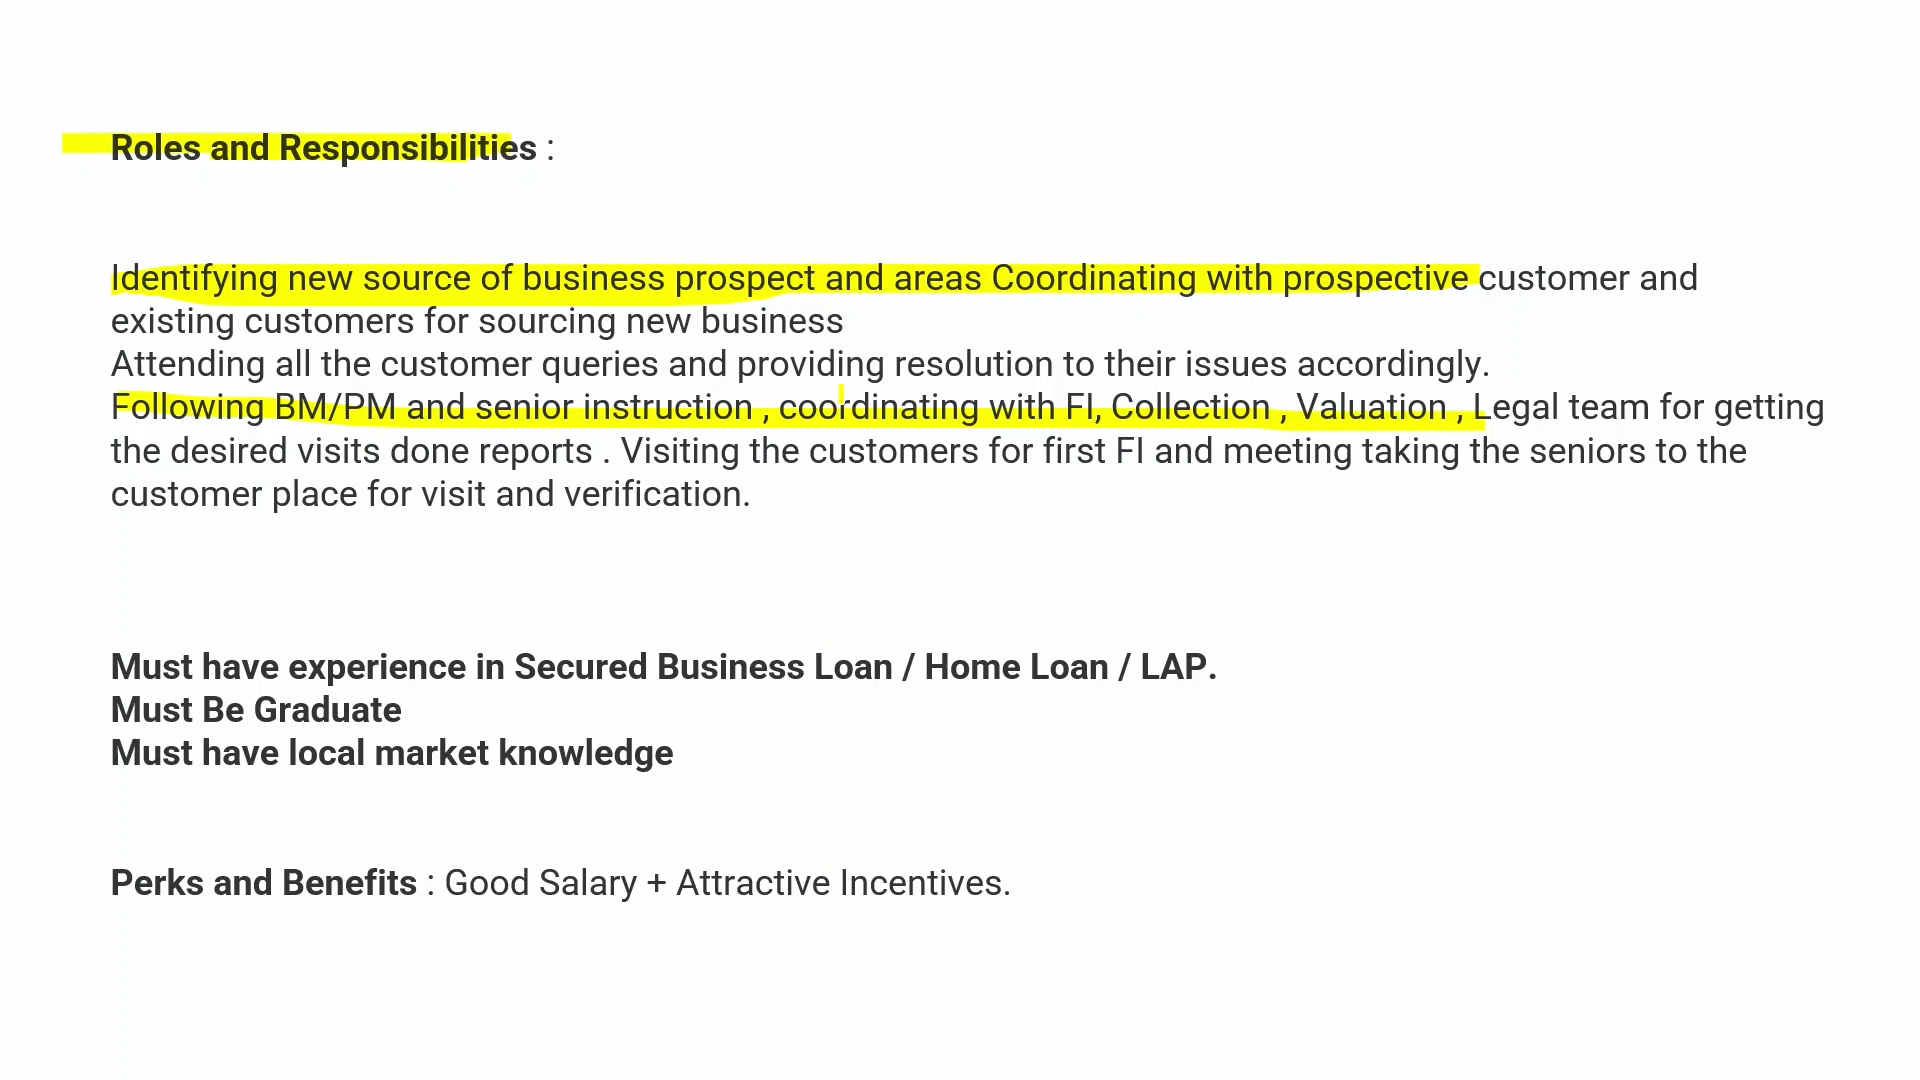 Roles and Responsibilities :
Identifying new source of business prospect and areas Coordinating with prospective customer and
existing customers for sourcing new business
Attending all the customer queries and providing resolution to their issues accordingly.
Following BM/PM and senior instruction , coordinating with FI, Collection , Valuation , Legal team for getting
the desired visits done reports . Visiting the customers for first FI and meeting taking the seniors to the
customer place for visit and verification.
Must have experience in Secured Business Loan / Home Loan / LAP.
Must Be Graduate
Must have local market knowledge
Perks and Benefits : Good Salary + Attractive Incentives.